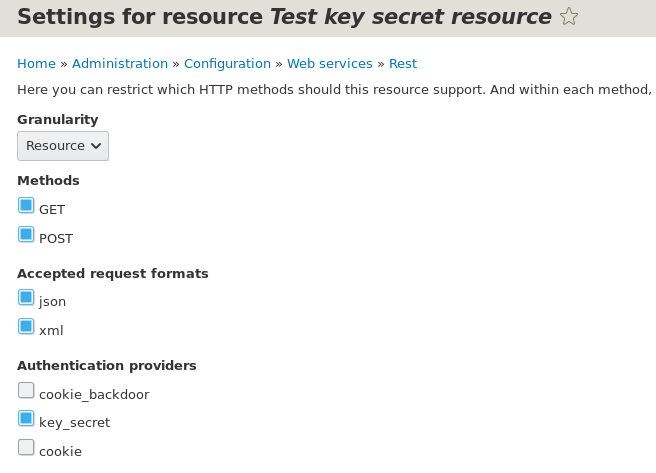 Settings for resource Test key secret resource
Home » Administration » Configuration » Web services » Rest
Here you can restrict which HTTP methods should this resource support. And within each method,
Granularity
Resource
Methods
GET
POST
Accepted request formats
json
xml
Authentication providers
cookie_backdoor
key_secret
cookie